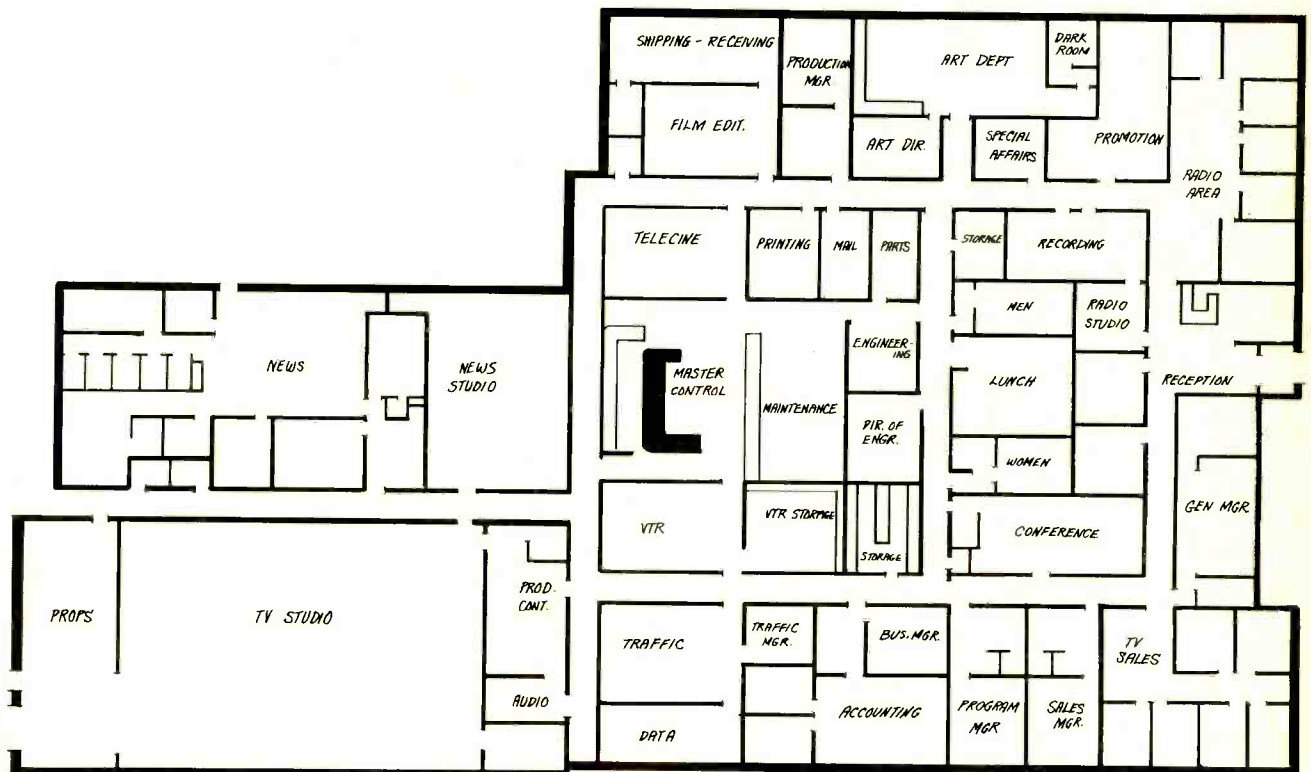 SHIPPING - RECEIVING
PRODUCTION
MGR
ART DEPT
DARK
ROOM
FILM EDIT.
ART DIR.
SPECIAL
AFFAIRS
PROMOTION
RADIO
AREA
TELECINE
PRINTING
MAIL
PARTS
STORAGE
RECORDING
MEN
RADIO
STUDIO
NEWS
NEWS
STUDIO
MASTER
CONTROL
MAINTENANCE
ENGINEER-
ING
LUNCH
RECEPTION
DIR. OF
ENGR.
WOMEN
GEN MGR.
VTR
VTR STORAGE
STORAGE
CONFERENCE
PROPS
TV STUDIO
PROD.
CONT.
AUDIO
TRAFFIC
TRAFFIC
MGR.
BUS. MGR.
TV
SALES
DATA
ACCOUNTING
PROGRAM
MGR
SALES
MGR.